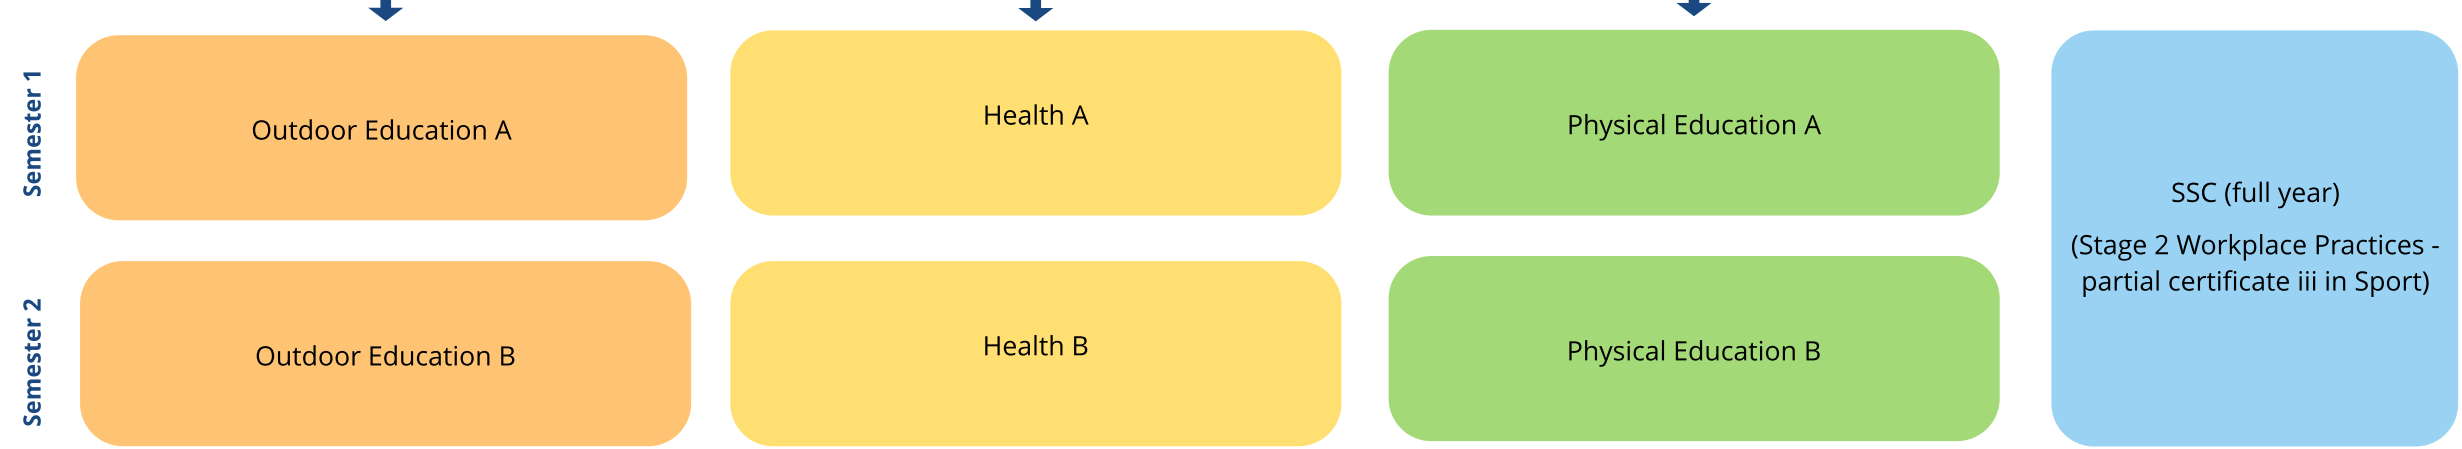 Semester 1
Outdoor Education A
Health A
Physical Education A
SSC (full year)
(Stage 2 Workplace Practices -
partial certificate iii in Sport)
Semester 2
Outdoor Education B
Health B
Physical Education B